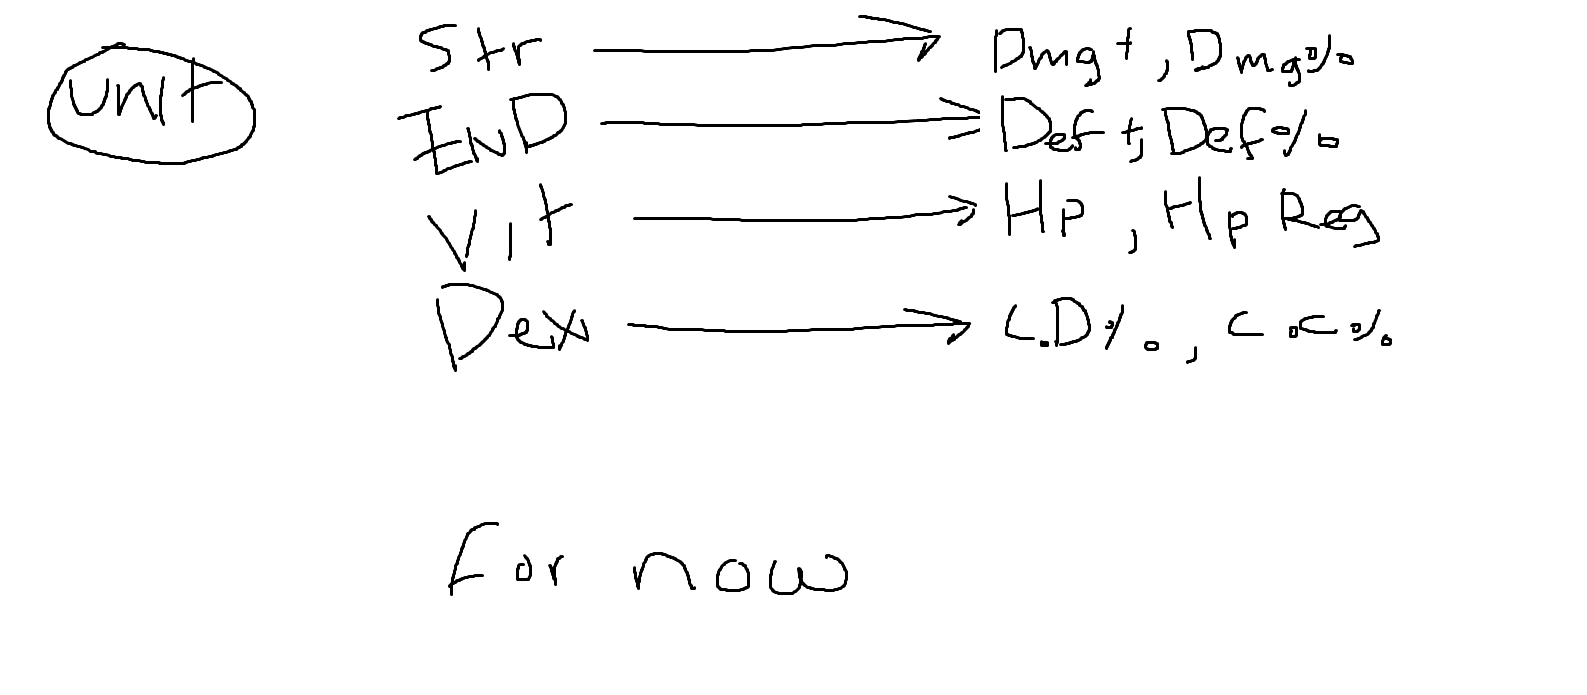 unit
Str → Dmg+, Dmg%
END → Def+, Def%
Vit → Hp, Hp Reg
Dex → C.D%, C.C%
For now